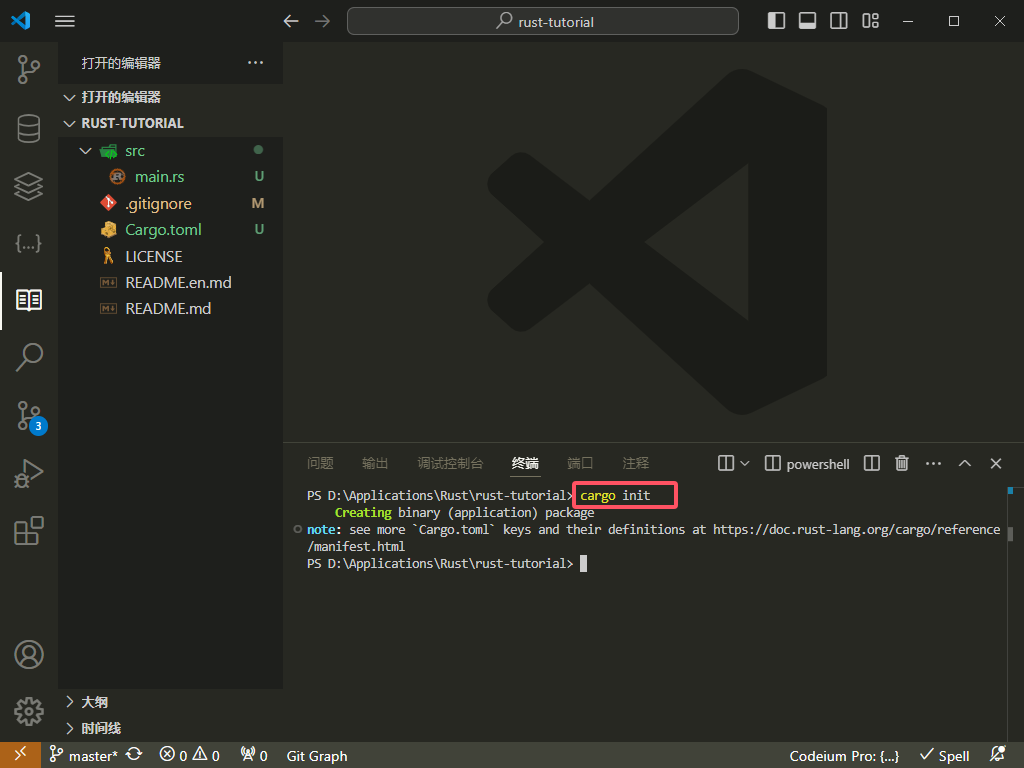 rust-tutorial
打开的编辑器
打开的编辑器
RUST-TUTORIAL
src
main.rs U
.gitignore M
Cargo.toml U
LICENSE
README.en.md
README.md
3
大纲
时间线
问题 输出 调试控制台 终端 端口 注释
powershell
PS D:\Applications\Rust\rust-tutorial> cargo init
Creating binary (application) package
note: see more `Cargo.toml` keys and their definitions at https://doc.rust-lang.org/cargo/reference
/manifest.html
PS D:\Applications\Rust\rust-tutorial>
master* 0 0 0 Git Graph Codeium Pro: {...} Spell